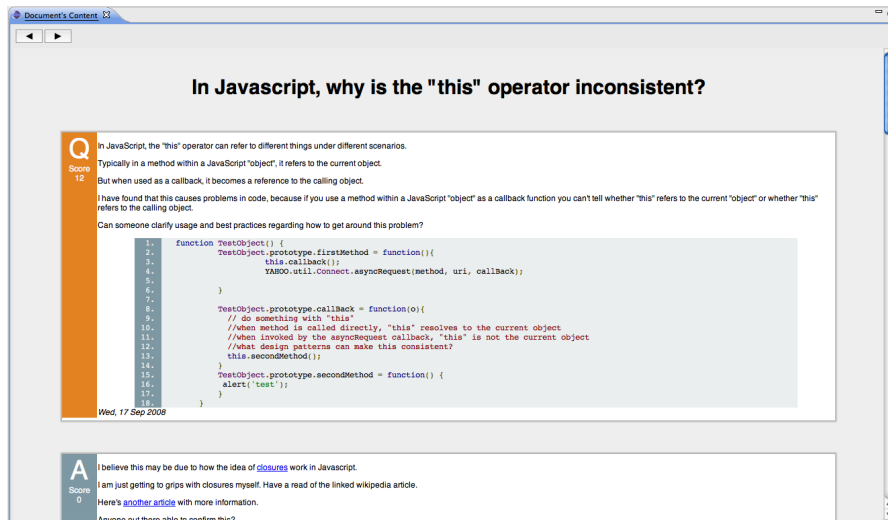 Document's Content
In Javascript, why is the "this" operator inconsistent?
Q
Score
12
In JavaScript, the "this" operator can refer to different things under different scenarios.
Typically in a method within a JavaScript "object", it refers to the current object.
But when used as a callback, it becomes a reference to the calling object.
I have found that this causes problems in code, because if you use a method within a JavaScript "object" as a callback function you can't tell whether "this" refers to the current "object" or whether "this"
refers to the calling object.
Can someone clarify usage and best practices regarding how to get around this problem?
1. function TestObject() {
2. TestObject.prototype.firstMethod = function(){
3. this.callback();
4. YAHOO.util.Connect.asyncRequest(method, uri, callBack);
5.
6. }
7.
8. TestObject.prototype.callBack = function(o){
9. // do something with "this"
10. //when method is called directly, "this" resolves to the current object
11. //when invoked by the asyncRequest callback, "this" is not the current object
12. //what design patterns can make this consistent?
13. this.secondMethod();
14. }
15. TestObject.prototype.secondMethod = function() {
16. alert('test');
17. }
18. }
Wed, 17 Sep 2008
A
Score
0
I believe this may be due to how the idea of closures work in Javascript.
I am just getting to grips with closures myself. Have a read of the linked wikipedia article.
Here's another article with more information.
Anyone out there able to confirm this?